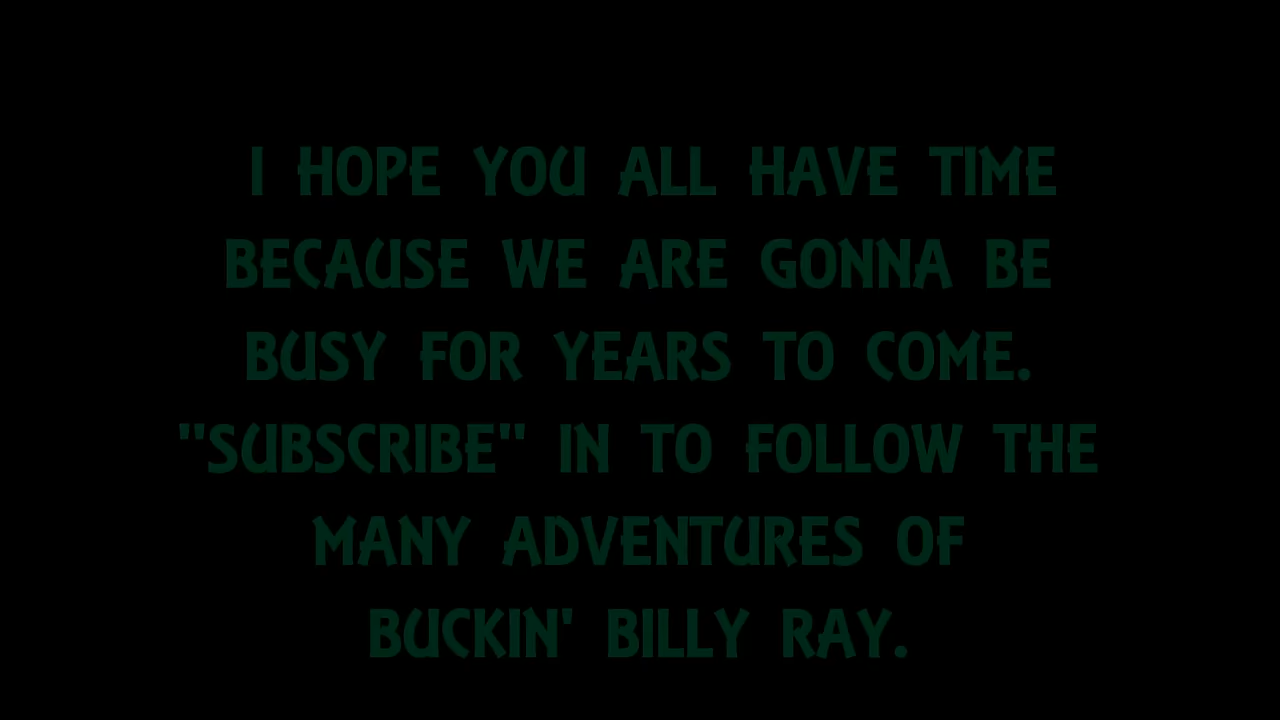 I HOPE YOU ALL HAVE TIME
BECAUSE WE ARE GONNA BE
BUSY FOR YEARS TO COME.
"SUBSCRIBE" IN TO FOLLOW THE
MANY ADVENTURES OF
BUCKIN' BILLY RAY.